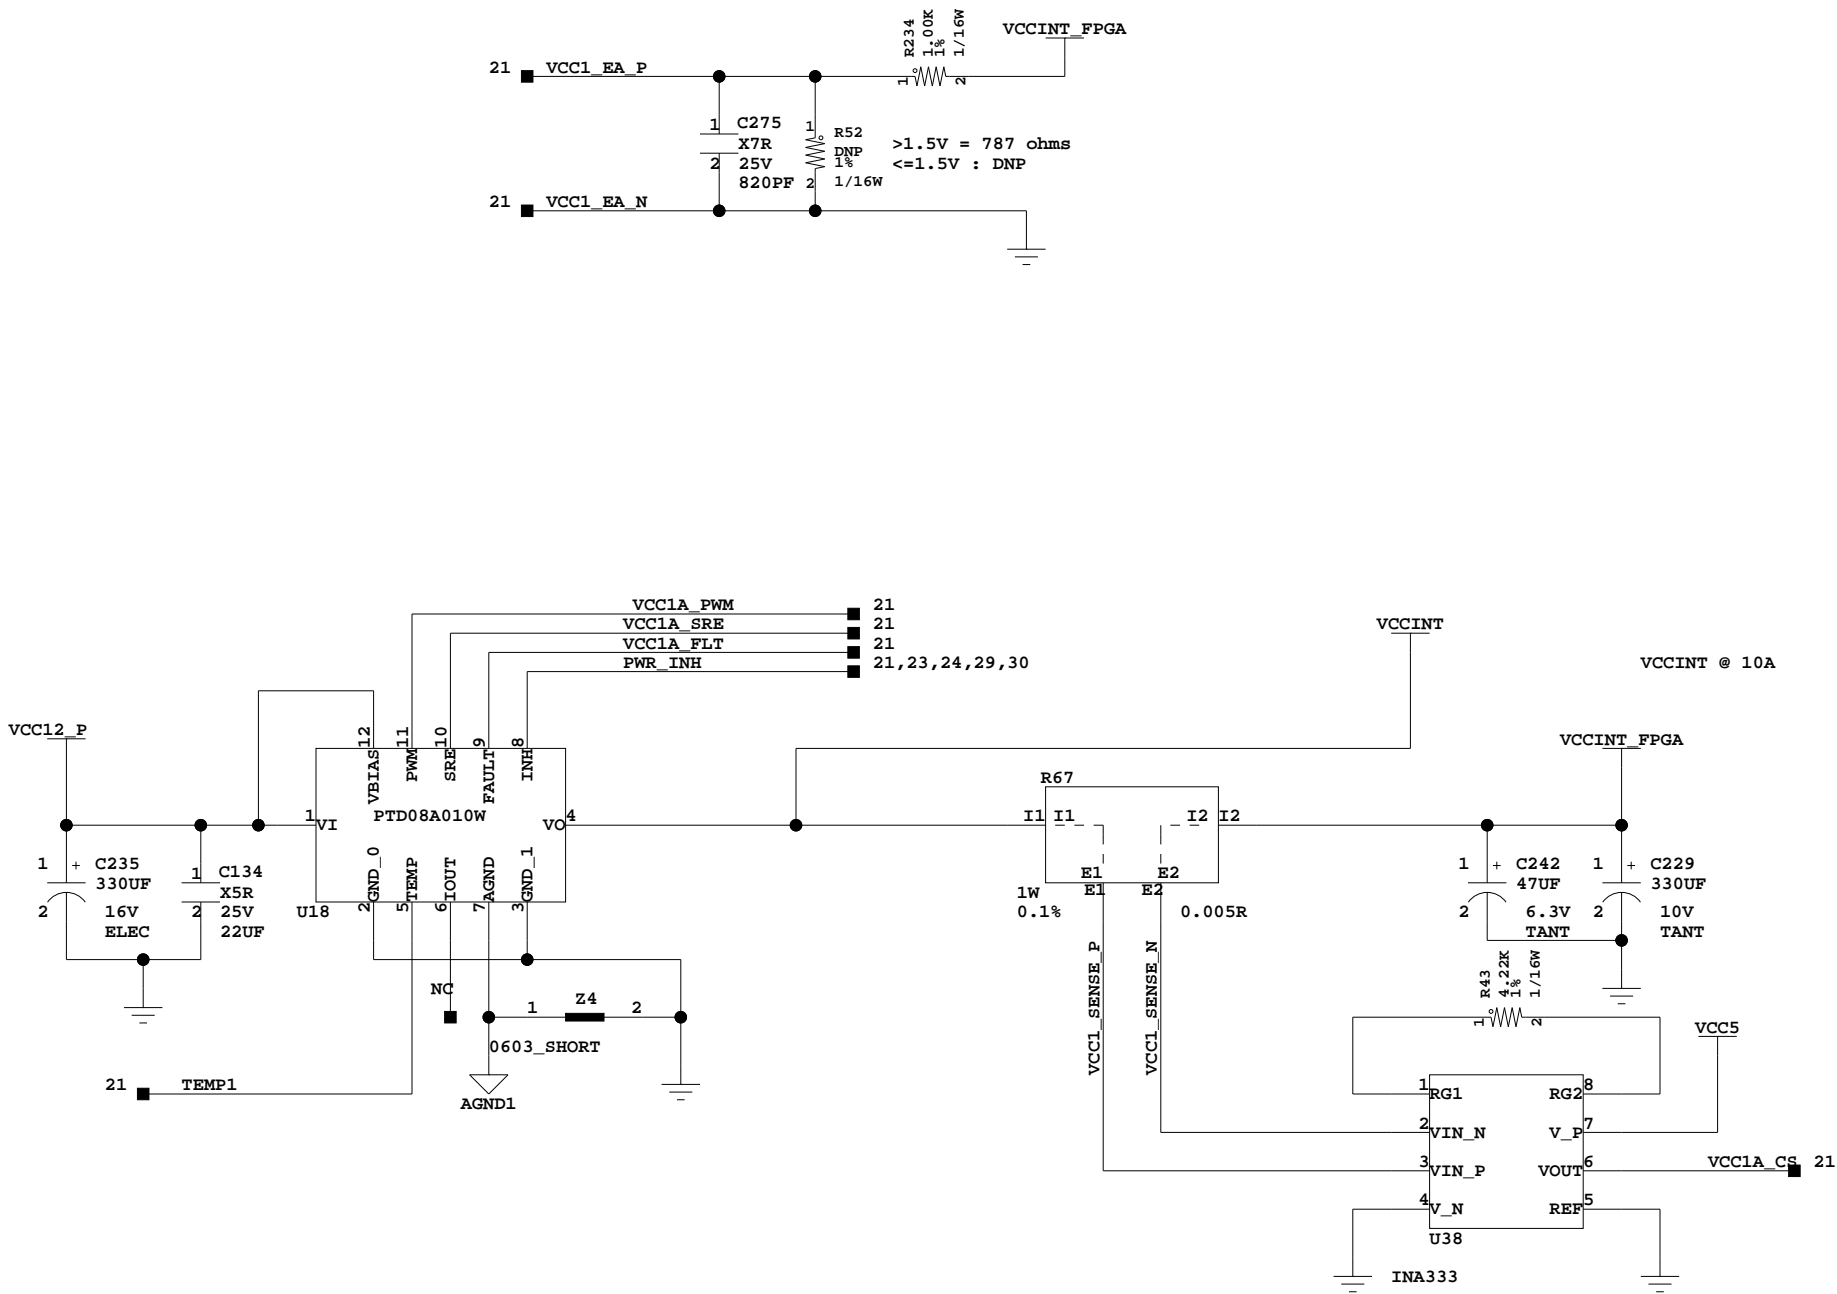 R234
1.00K
1%
1/16W
1
2
VCCINT_FPGA
21 VCC1_EA_P
1 C275
X7R
2 25V
820PF
1 R52
DNP
1%
2 1/16W
>1.5V = 787 ohms
<=1.5V : DNP
21 VCC1_EA_N
VCC1A_PWM 21
VCC1A_SRE 21
VCC1A_FLT 21
PWR_INH 21,23,24,29,30
VCCINT
VCCINT @ 10A
VCC12_P
VCCINT_FPGA
12 11 10 9 8
VBIAS PWM SRE FAULT INH
1 VI PTD08A010W VO 4
GND_0 TEMP IOUT AGND GND_1
2 5 6 7 3
U18
1 + C235
330UF
2 16V
ELEC
1 C134
X5R
2 25V
22UF
R67
I1 I1 I2 I2
E1 E2
E1 E2
1W
0.1%
0.005R
1 + C242
47UF
2 6.3V
TANT
1 + C229
330UF
2 10V
TANT
NC
1 Z4 2
0603_SHORT
21 TEMP1
AGND1
VCC1_SENSE_P
VCC1_SENSE_N
R43
4.22K
1%
1/16W
1
2
VCC5
1 RG1 RG2 8
2 VIN_N V_P 7
3 VIN_P VOUT 6
VCC1A_CS 21
4 V_N REF 5
U38
INA333